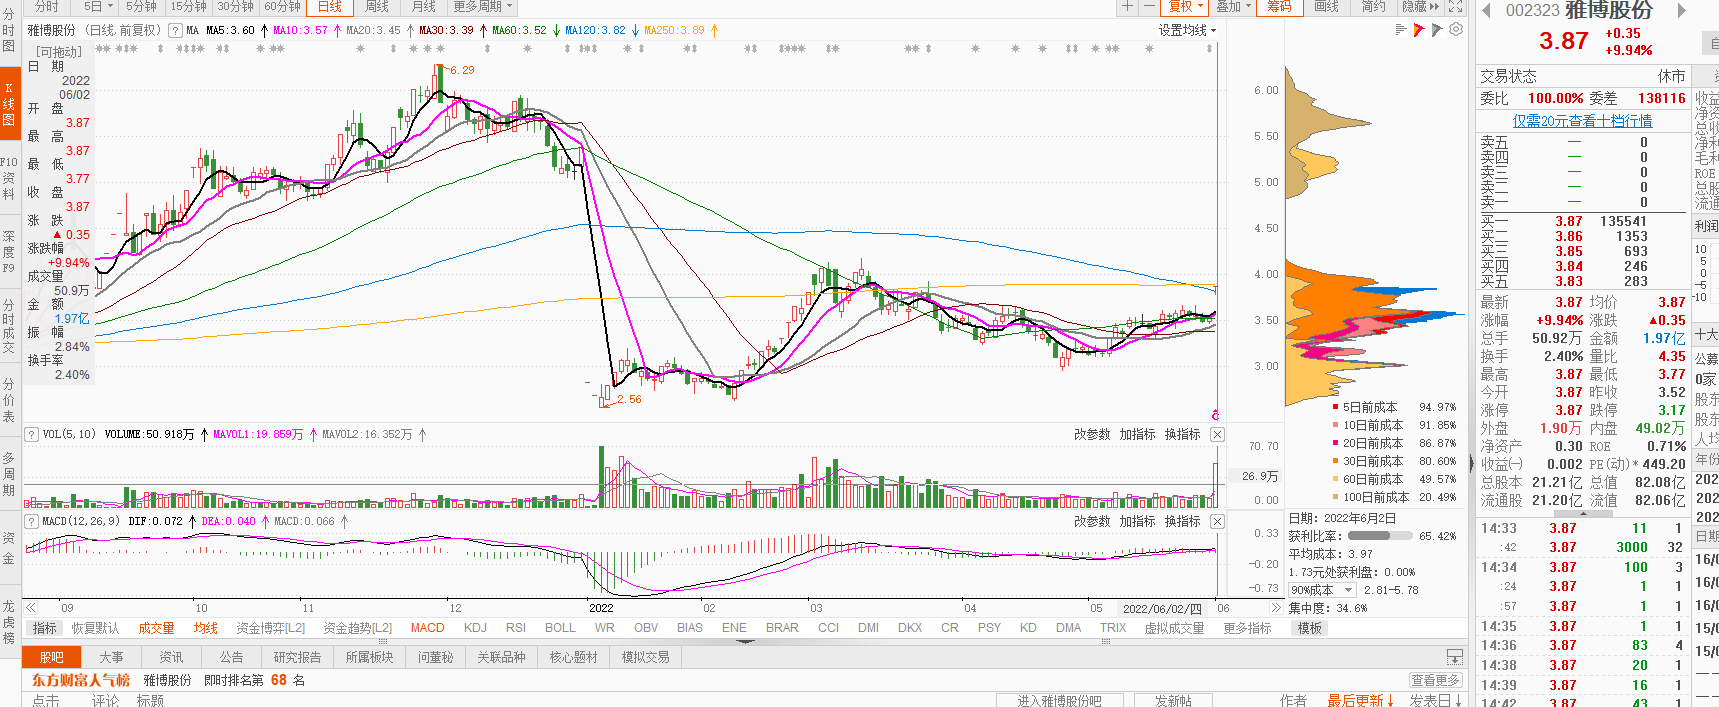 分时 5日 5分钟 15分钟 30分钟 60分钟 日线 周线 月线 更多周期
+ — 复权 叠加 筹码 画线 简约 隐藏
雅博股份 (日线,前复权) ? MA MA5:3.60 MA10:3.57 MA20:3.45 MA30:3.39 MA60:3.52 MA120:3.82 MA250:3.89
设置均线
分时图
K线图
F10资料
深度F9
分时成交
分价表
多周期
资金
龙虎榜
[可拖动]
日 期
2022
06/02
开 盘
3.87
最 高
3.87
最 低
3.77
收 盘
3.87
涨 跌
▲ 0.35
涨跌幅
+9.94%
成交量
50.9万
金 额
1.97亿
振 幅
2.84%
换手率
2.40%
6.29
2.56
6.00
5.50
5.00
4.50
4.00
3.50
3.00
5日前成本 94.97%
10日前成本 91.85%
20日前成本 86.87%
30日前成本 80.60%
60日前成本 49.57%
100日前成本 20.49%
日期: 2022年6月2日
获利比率: 65.42%
平均成本: 3.97
1.73元处获利盘: 0.00%
90%成本 2.81-5.78
集中度: 34.6%
? VOL(5,10) VOLUME:50.918万 MAVOL1:19.859万 MAVOL2:16.352万
改参数 加指标 换指标
70.70
26.9万
0.00
? MACD(12,26,9) DIF:0.072 DEA:0.040 MACD:0.066
改参数 加指标 换指标
0.33
-0.20
-0.73
09 10 11 12 2022 02 03 04 05 2022/06/02/四 06
指标 恢复默认 成交量 均线 资金博弈[L2] 资金趋势[L2] MACD KDJ RSI BOLL WR OBV BIAS ENE BRAR CCI DMI DKX CR PSY KD DMA TRIX 虚拟成交量 更多指标 模板
股吧 大事 资讯 公告 研究报告 所属板块 问董秘 关联品种 核心题材 模拟交易
东方财富人气榜 雅博股份 即时排名第 68 名
查看更多
点击 评论 标题 进入雅博股份吧 发新帖 作者 最后更新↓ 发表日↓
002323 雅博股份
3.87 +0.35
+9.94%
交易状态 休市
委比 100.00% 委差 138116
仅需20元查看十档行情
卖五 — 0
卖四 — 0
卖三 — 0
卖二 — 0
卖一 — 0
买一 3.87 135541
买二 3.86 1353
买三 3.85 693
买四 3.84 246
买五 3.83 283
最新 3.87 均价 3.87
涨幅 +9.94% 涨跌 ▲0.35
总手 50.92万 金额 1.97亿
换手 2.40% 量比 4.35
最高 3.87 最低 3.77
今开 3.87 昨收 3.52
涨停 3.87 跌停 3.17
外盘 1.90万 内盘 49.02万
净资产 0.30 ROE 0.71%
收益(一) 0.002 PE(动)* 449.20
总股本 21.21亿 总值 82.08亿
流通股 21.20亿 流值 82.06亿
14:33 3.87 11 1
:42 3.87 3000 32
14:34 3.87 100 3
:24 3.87 1 1
:57 3.87 1 1
14:35 3.87 1 1
14:36 3.87 83 4
14:38 3.87 20 1
14:39 3.87 16 1
14:42 3.87 43 1
收益
净资
总收
净利
毛利
ROE
总股
流通
利润
10
5
0
-5
-10
十大
公募
0家
股东
股东
人均
年份
202
202
202
日期
16/0
16/0
16/0
15/0
15/0